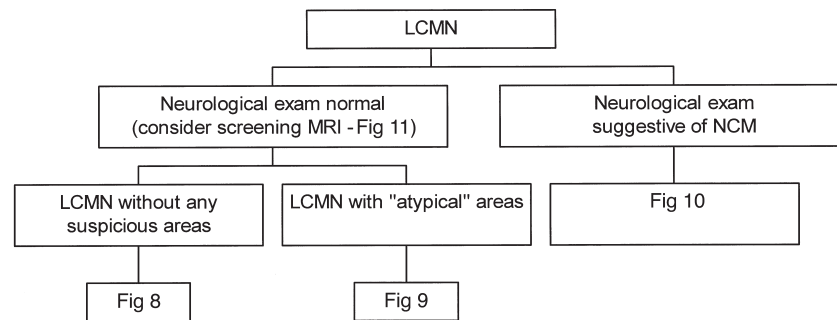 LCMN
Neurological exam normal
(consider screening MRI - Fig 11)
Neurological exam
suggestive of NCM
LCMN without any
suspicious areas
LCMN with "atypical" areas
Fig 10
Fig 8
Fig 9